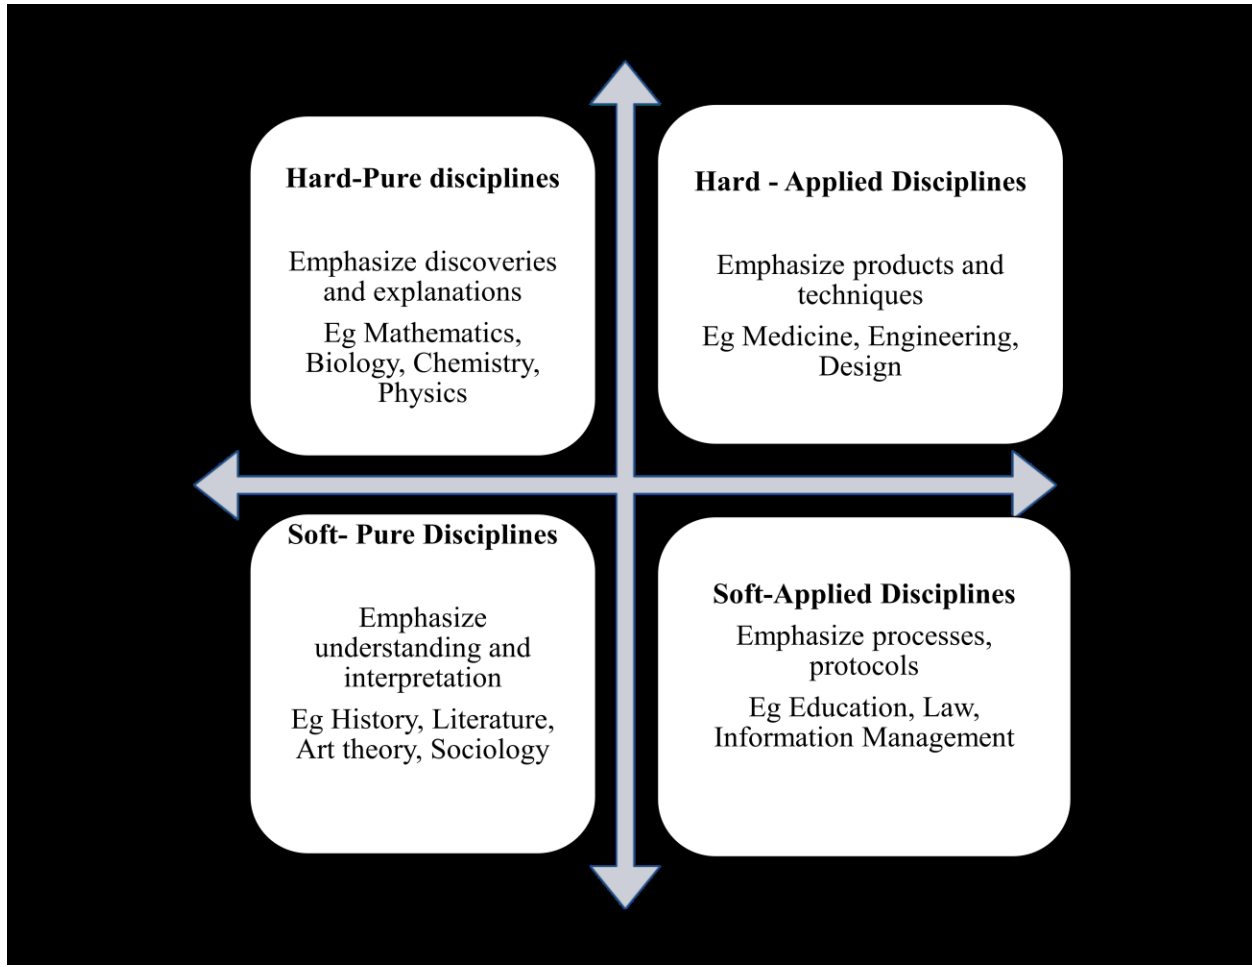 Hard-Pure disciplines
Emphasize discoveries
and explanations
Eg Mathematics,
Biology, Chemistry,
Physics
Hard - Applied Disciplines
Emphasize products and
techniques
Eg Medicine, Engineering,
Design
Soft- Pure Disciplines
Emphasize
understanding and
interpretation
Eg History, Literature,
Art theory, Sociology
Soft-Applied Disciplines
Emphasize processes,
protocols
Eg Education, Law,
Information Management